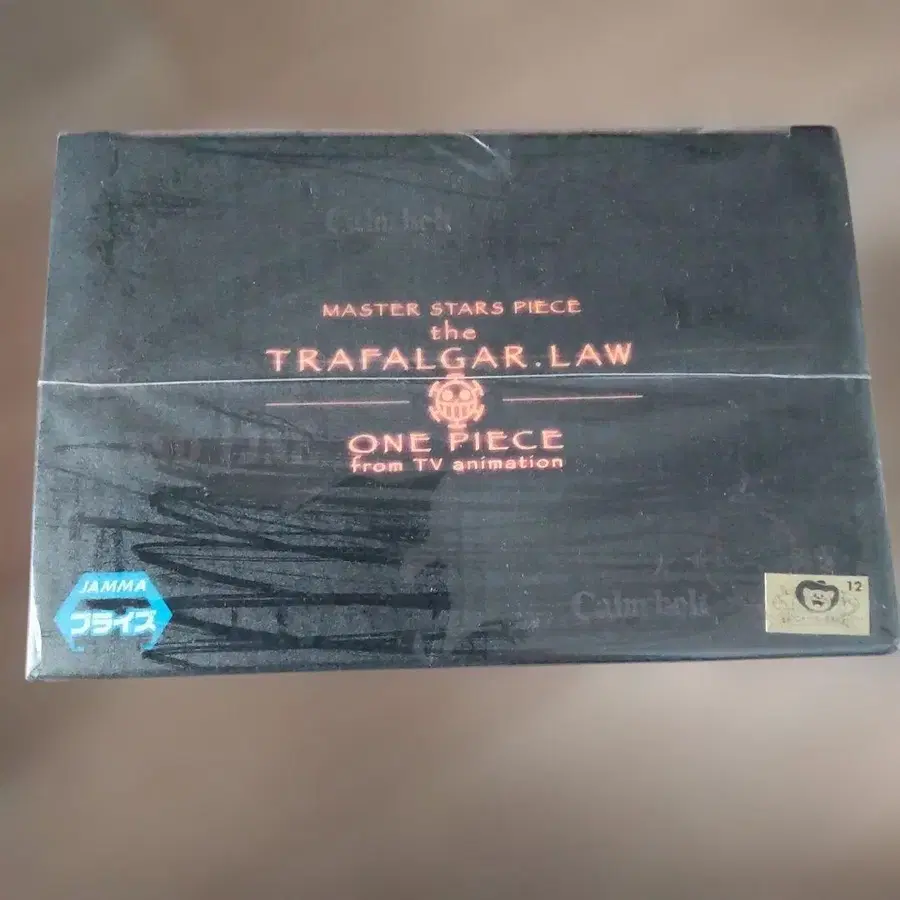 Calm belt
MASTER STARS PIECE
the
TRAFALGAR.LAW
ONE PIECE
from TV animation
JAMMA
プライズ
12
Calm belt